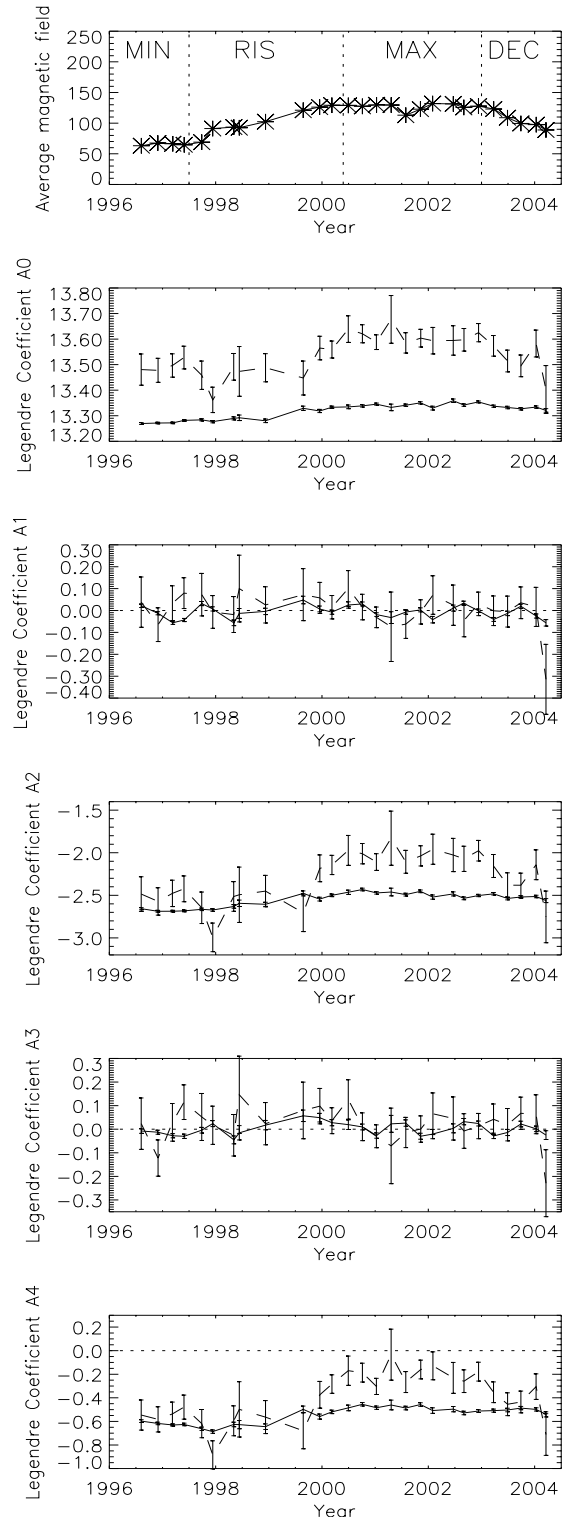 Average magnetic field
250
200
150
100
50
0
MIN RIS MAX DEC
1996 1998 2000 2002 2004
Year
Legendre Coefficient A0
13.80
13.70
13.60
13.50
13.40
13.30
13.20
1996 1998 2000 2002 2004
Year
Legendre Coefficient A1
0.30
0.20
0.10
0.00
-0.10
-0.20
-0.30
-0.40
1996 1998 2000 2002 2004
Year
Legendre Coefficient A2
-1.5
-2.0
-2.5
-3.0
1996 1998 2000 2002 2004
Year
Legendre Coefficient A3
0.3
0.2
0.1
0.0
-0.1
-0.2
-0.3
1996 1998 2000 2002 2004
Year
Legendre Coefficient A4
0.2
0.0
-0.2
-0.4
-0.6
-0.8
-1.0
1996 1998 2000 2002 2004
Year